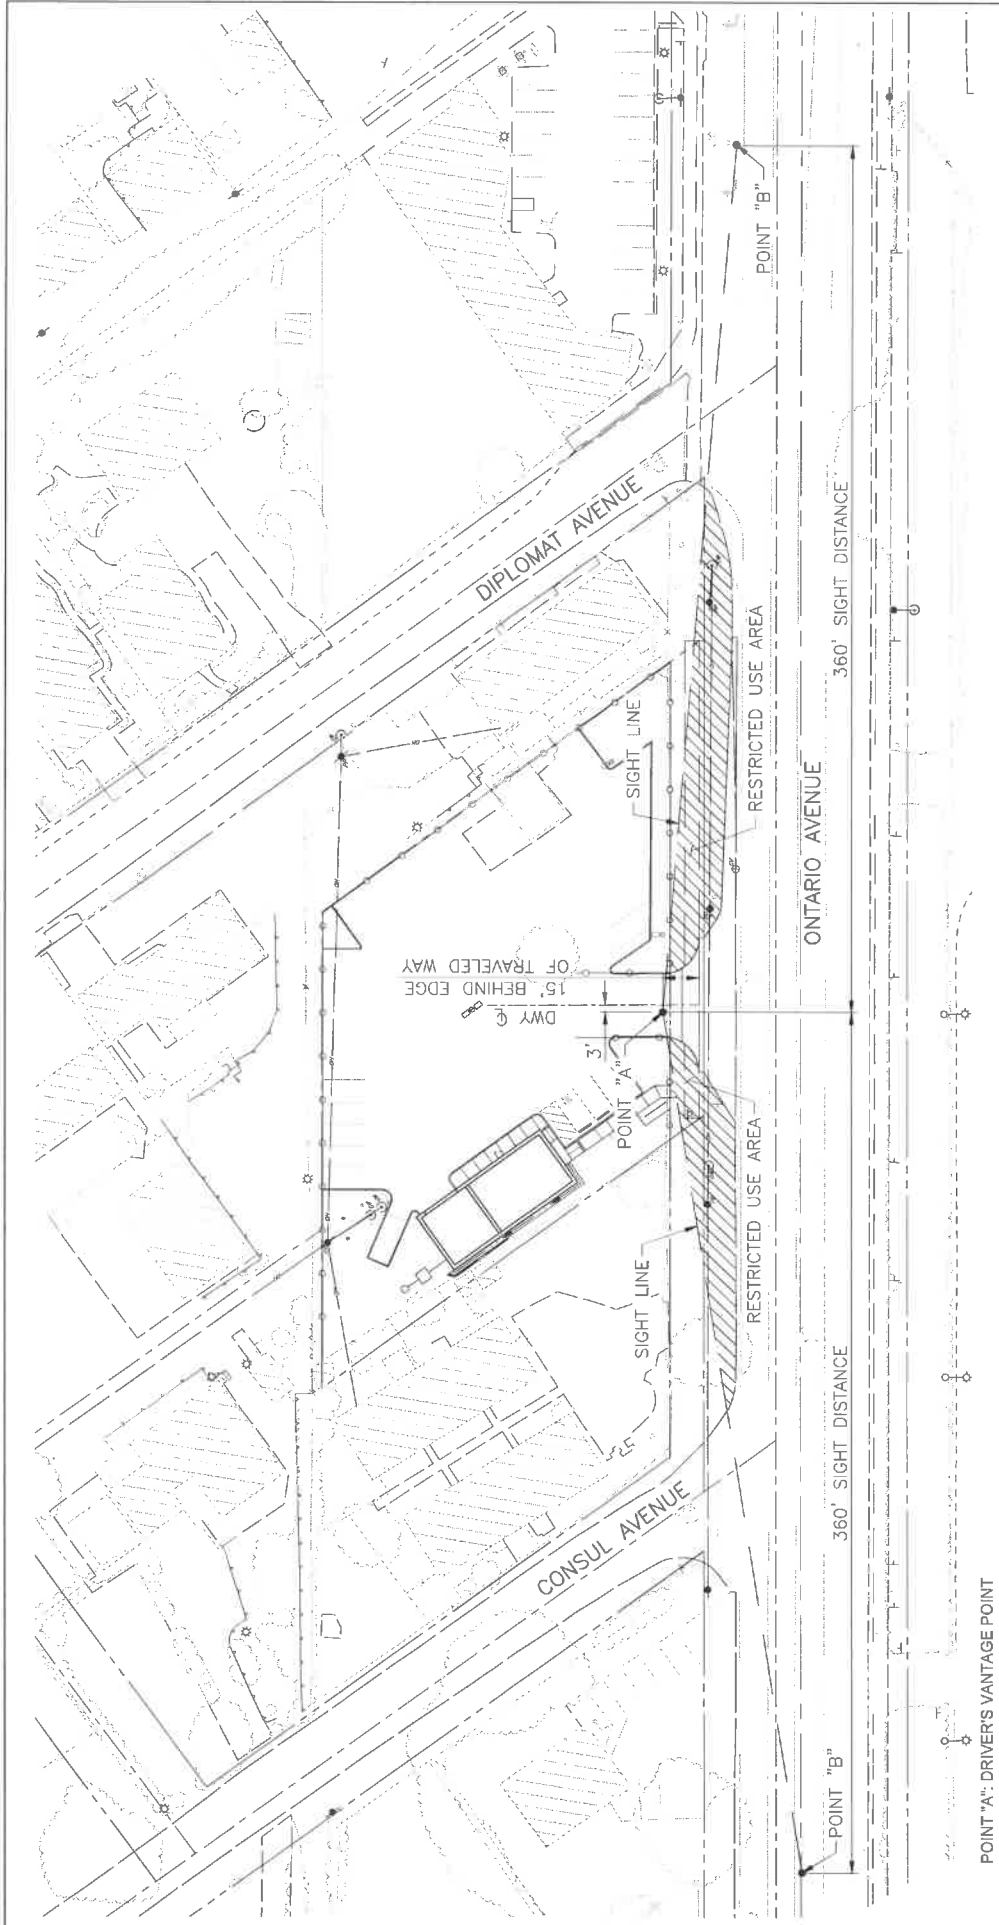 DIPLOMAT AVENUE
POINT "B"
360' SIGHT DISTANCE
SIGHT LINE
RESTRICTED USE AREA
ONTARIO AVENUE
15' BEHIND EDGE
OF TRAVELED WAY
DWY ℄
3'
POINT "A"
RESTRICTED USE AREA
SIGHT LINE
360' SIGHT DISTANCE
CONSUL AVENUE
POINT "B"
POINT "A": DRIVER'S VANTAGE POINT